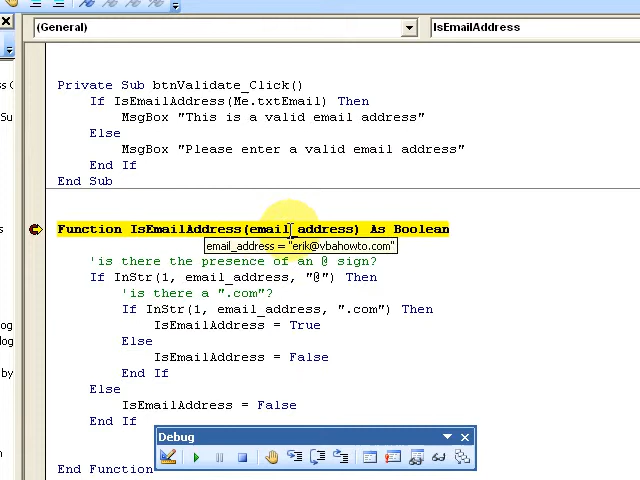 (General)
IsEmailAddress
Private Sub btnValidate_Click()
If IsEmailAddress(Me.txtEmail) Then
MsgBox "This is a valid email address"
Else
MsgBox "Please enter a valid email address"
End If
End Sub
Function IsEmailAddress(email_address) As Boolean
email_address = "erik@vbahowto.com"
'is there the presence of an @ sign?
If InStr(1, email_address, "@") Then
'is there a ".com"?
If InStr(1, email_address, ".com") Then
IsEmailAddress = True
Else
IsEmailAddress = False
End If
Else
IsEmailAddress = False
End If
Debug
End Function